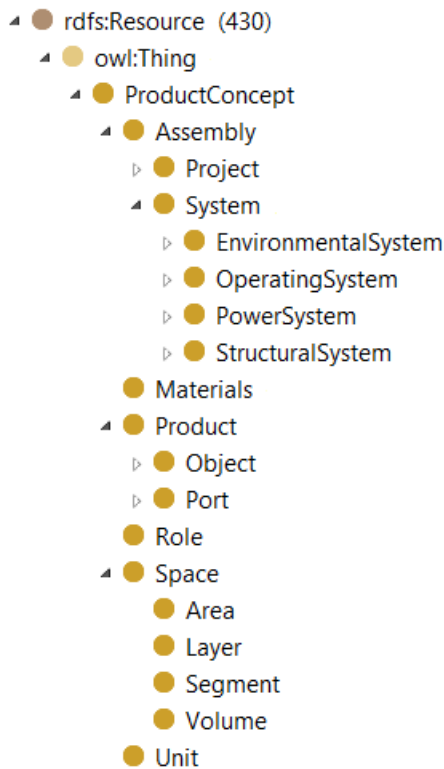 rdfs:Resource (430)
owl:Thing
ProductConcept
Assembly
Project
System
EnvironmentalSystem
OperatingSystem
PowerSystem
StructuralSystem
Materials
Product
Object
Port
Role
Space
Area
Layer
Segment
Volume
Unit